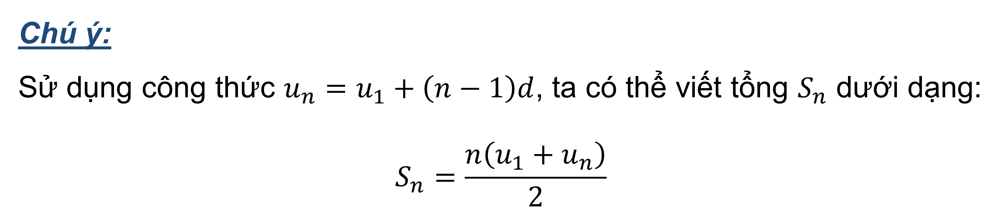 Chú ý:
Sử dụng công thức $u_n = u_1 + (n - 1)d$, ta có thể viết tổng $S_n$ dưới dạng:
$S_n = \frac{n(u_1 + u_n)}{2}$